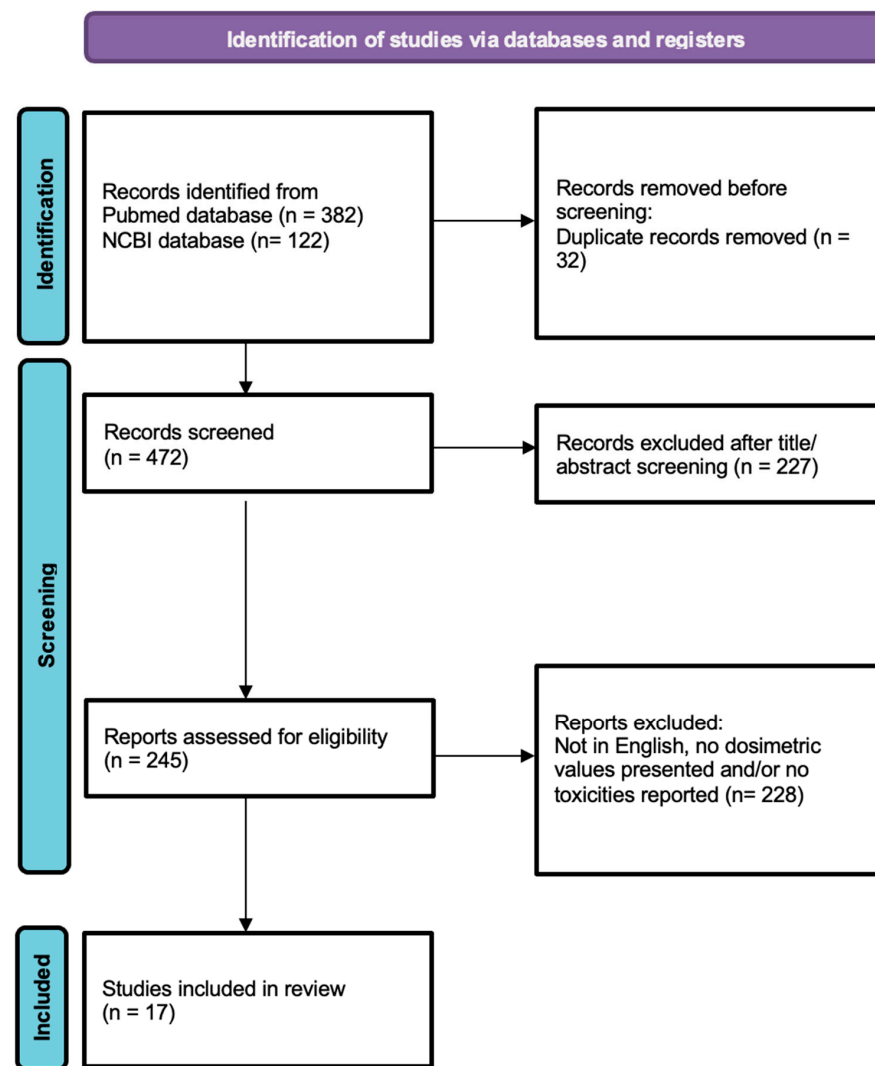 Identification of studies via databases and registers
Identification
Records identified from
Pubmed database (n = 382)
NCBI database (n= 122)
Records removed before
screening:
Duplicate records removed (n =
32)
Screening
Records screened
(n = 472)
Records excluded after title/
abstract screening (n = 227)
Reports assessed for eligibility
(n = 245)
Reports excluded:
Not in English, no dosimetric
values presented and/or no
toxicities reported (n= 228)
Included
Studies included in review
(n = 17)